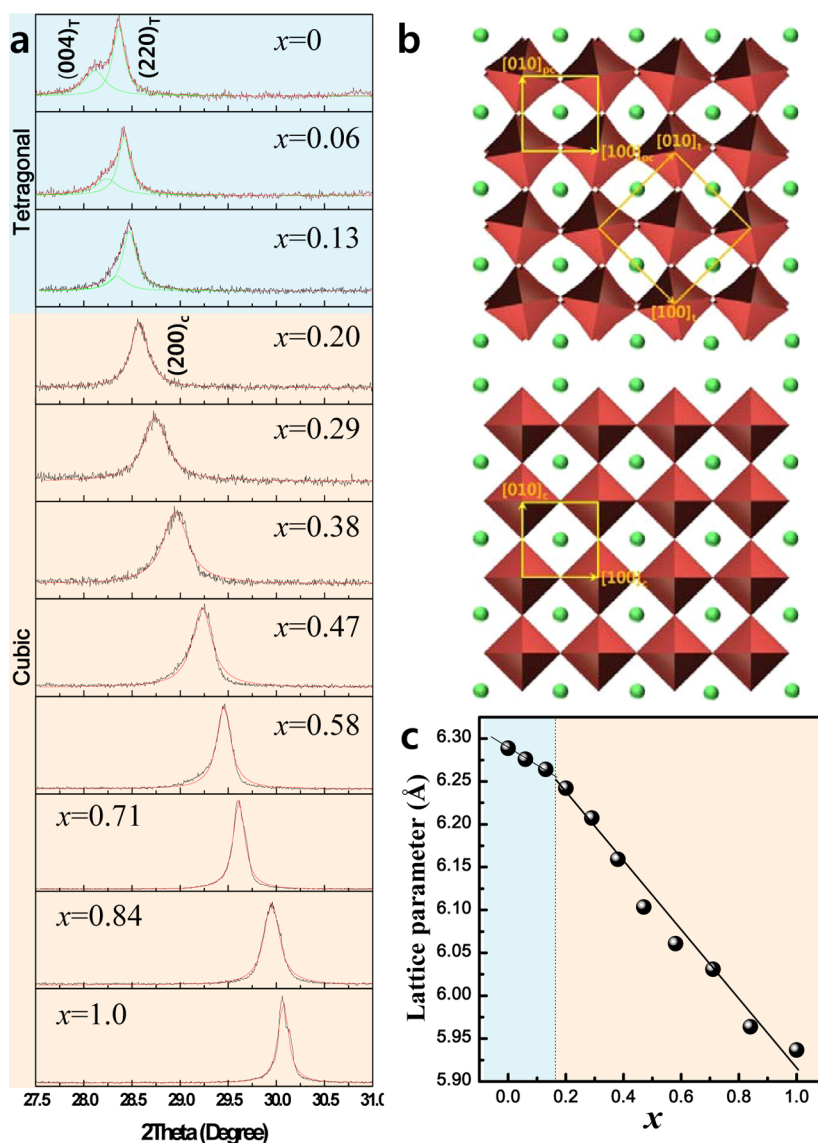 a
Tetragonal
Cubic
(004)T
(220)T
x=0
x=0.06
x=0.13
(200)c
x=0.20
x=0.29
x=0.38
x=0.47
x=0.58
x=0.71
x=0.84
x=1.0
27.5 28.0 28.5 29.0 29.5 30.0 30.5 31.0
2Theta (Degree)
b
[010]pc
[100]pc
[010]t
[100]t
[010]c
[100]c
c
Lattice parameter (Å)
6.30
6.25
6.20
6.15
6.10
6.05
6.00
5.95
5.90
0.0 0.2 0.4 0.6 0.8 1.0
x